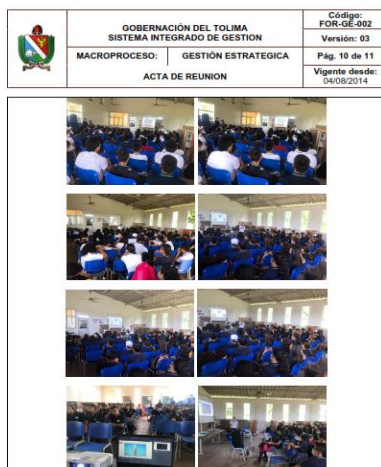 GOBERNACIÓN DEL TOLIMA
SISTEMA INTEGRADO DE GESTION
MACROPROCESO: GESTIÓN ESTRATEGICA
ACTA DE REUNION
Código:
FOR-GE-002
Versión: 03
Pág. 10 de 11
Vigente desde:
04/08/2014